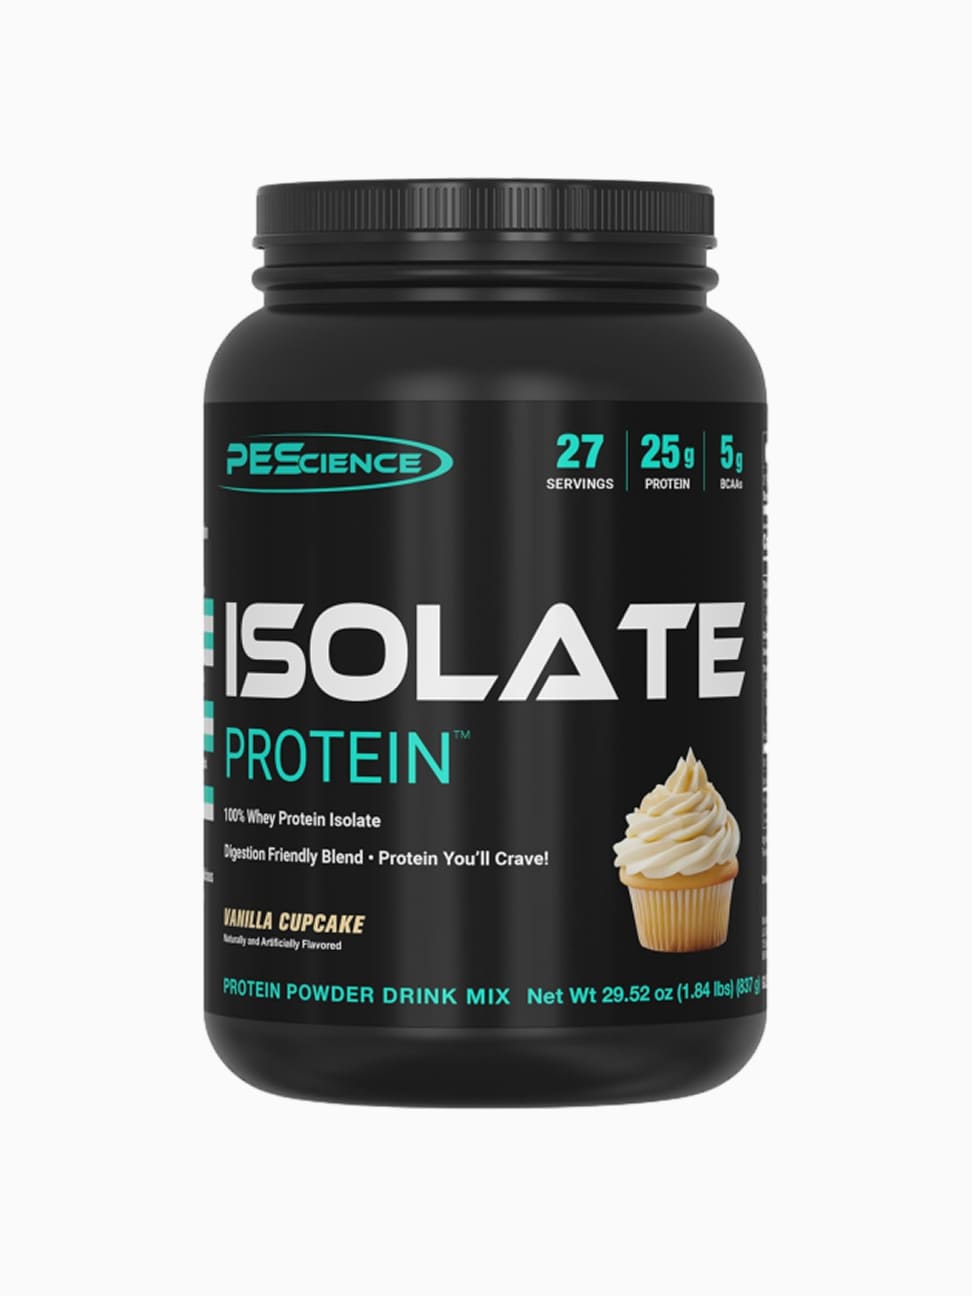 PEScience
27 25g 5g
SERVINGS PROTEIN BCAAs
ISOLATE
PROTEIN™
100% Whey Protein Isolate
Digestion Friendly Blend • Protein You'll Crave!
VANILLA CUPCAKE
Naturally and Artificially Flavored
PROTEIN POWDER DRINK MIX Net Wt 29.52 oz (1.84 lbs) (837 g)